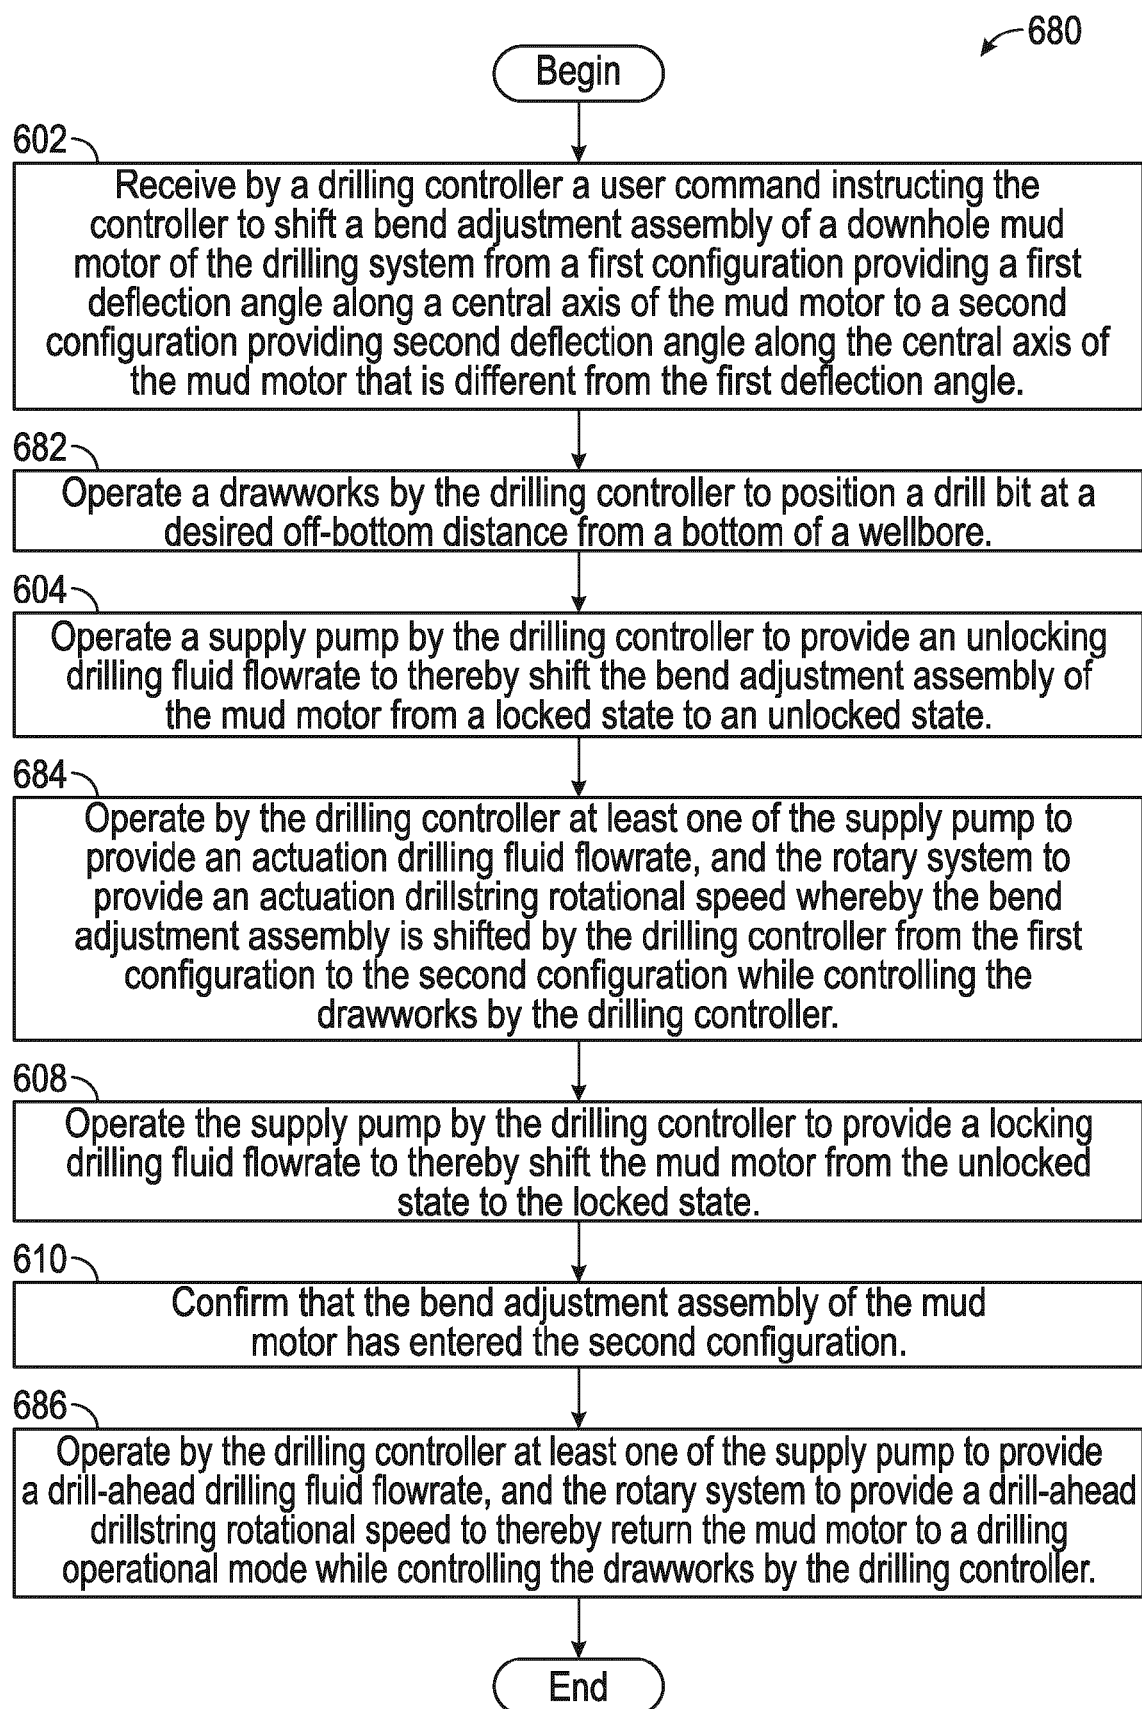 680
Begin
602
Receive by a drilling controller a user command instructing the
controller to shift a bend adjustment assembly of a downhole mud
motor of the drilling system from a first configuration providing a first
deflection angle along a central axis of the mud motor to a second
configuration providing second deflection angle along the central axis of
the mud motor that is different from the first deflection angle.
682
Operate a drawworks by the drilling controller to position a drill bit at a
desired off-bottom distance from a bottom of a wellbore.
604
Operate a supply pump by the drilling controller to provide an unlocking
drilling fluid flowrate to thereby shift the bend adjustment assembly of
the mud motor from a locked state to an unlocked state.
684
Operate by the drilling controller at least one of the supply pump to
provide an actuation drilling fluid flowrate, and the rotary system to
provide an actuation drillstring rotational speed whereby the bend
adjustment assembly is shifted by the drilling controller from the first
configuration to the second configuration while controlling the
drawworks by the drilling controller.
608
Operate the supply pump by the drilling controller to provide a locking
drilling fluid flowrate to thereby shift the mud motor from the unlocked
state to the locked state.
610
Confirm that the bend adjustment assembly of the mud
motor has entered the second configuration.
686
Operate by the drilling controller at least one of the supply pump to provide
a drill-ahead drilling fluid flowrate, and the rotary system to provide a drill-ahead
drillstring rotational speed to thereby return the mud motor to a drilling
operational mode while controlling the drawworks by the drilling controller.
End